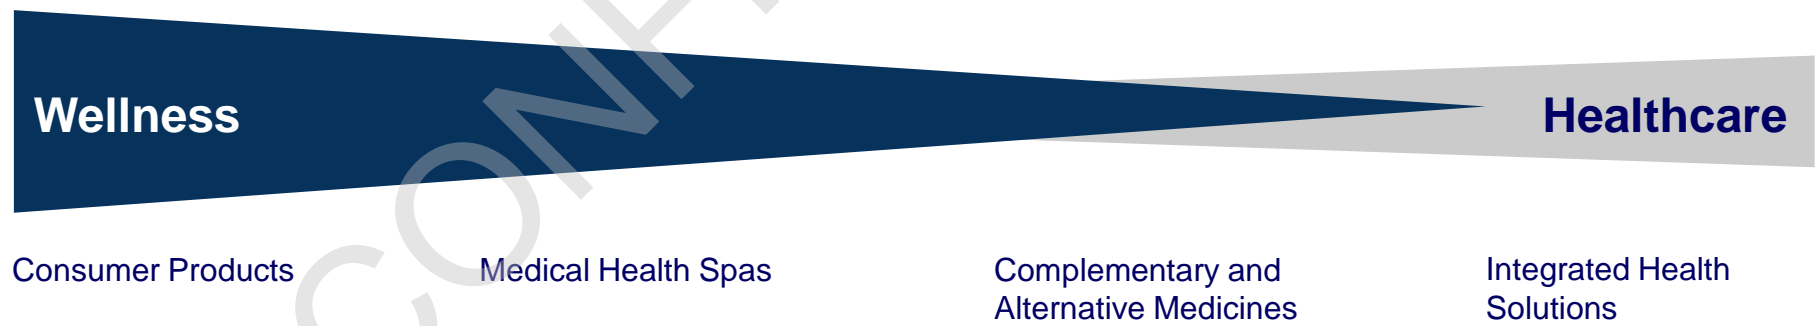 Wellness
Healthcare
Consumer Products
Medical Health Spas
Complementary and
Alternative Medicines
Integrated Health
Solutions